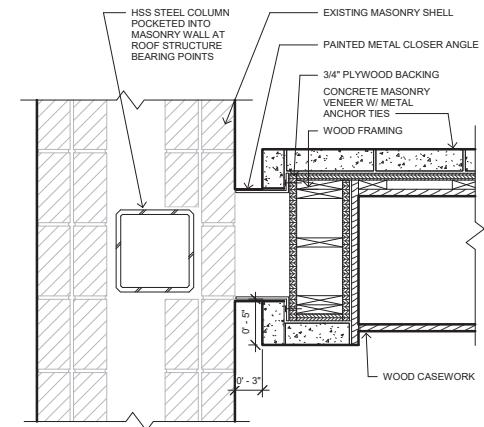 HSS STEEL COLUMN
POCKETED INTO
MASONRY WALL AT
ROOF STRUCTURE
BEARING POINTS
EXISTING MASONRY SHELL
PAINTED METAL CLOSER ANGLE
3/4" PLYWOOD BACKING
CONCRETE MASONRY
VENEER W/ METAL
ANCHOR TIES
WOOD FRAMING
0' - 5"
0' - 3"
WOOD CASEWORK